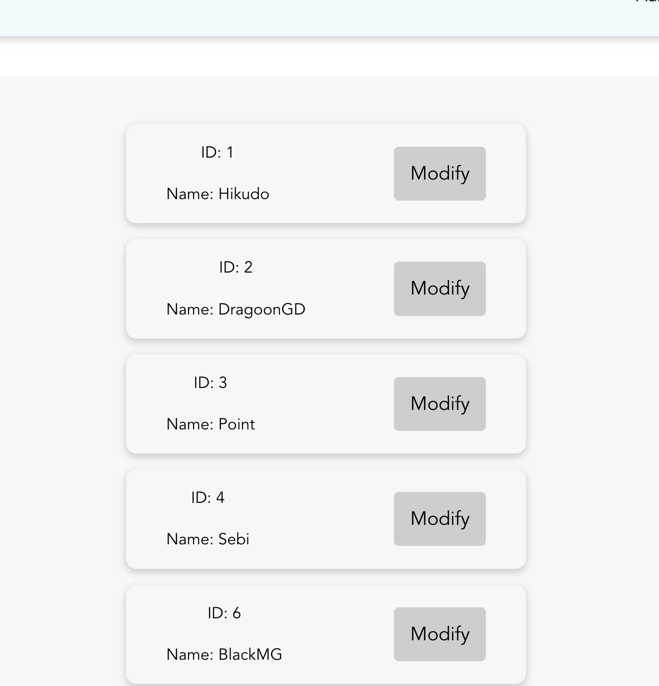 ID: 1
Name: Hikudo
Modify
ID: 2
Name: DragoonGD
Modify
ID: 3
Name: Point
Modify
ID: 4
Name: Sebi
Modify
ID: 6
Name: BlackMG
Modify